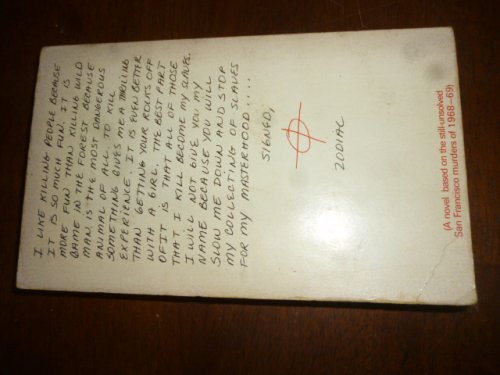 I LIKE KILLING PEOPLE BECAUSE
IT IS SO MUCH FUN. IT IS
MORE FUN THAN KILLING WILD
GAME IN THE FOREST BECAUSE
MAN IS THE MOST DANGEROUS
ANIMAL OF ALL TO KILL
SOMETHING GIVES ME A THRILLING
EXPERIENCE. IT IS EVEN BETTER
THAN GETTING YOUR ROCKS OFF
WITH A GIRL. THE BEST PART
OF IT IS THAT ALL OF THOSE
THAT I KILL BECOME MY SLAVES.
I WILL NOT GIVE YOU MY
NAME BECAUSE YOU WILL
SLOW ME DOWN AND STOP
MY COLLECTING OF SLAVES
FOR MY MASTERHOOD.....
SIGNED,
ZODIAC
(A novel based on the still-unsolved
San Francisco murders of 1968–69)